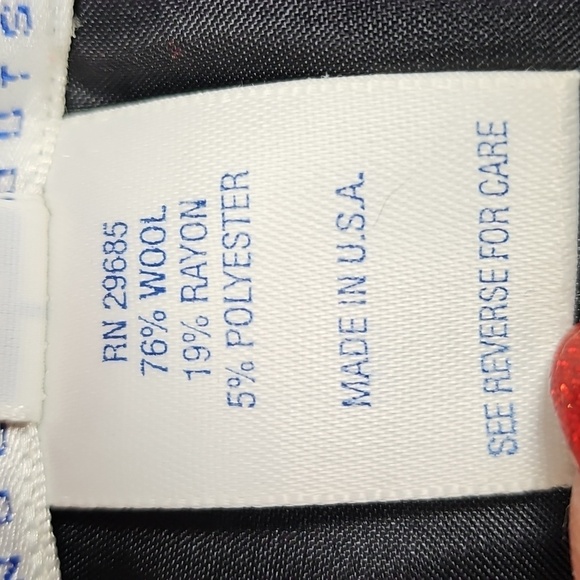 RN 29685
76% WOOL
19% RAYON
5% POLYESTER
MADE IN U.S.A.
SEE REVERSE FOR CARE